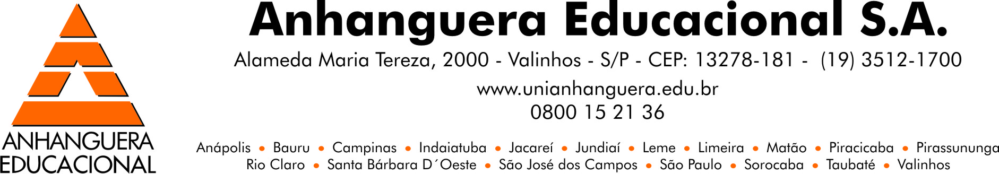 Anhanguera Educacional S.A.
Alameda Maria Tereza, 2000 - Valinhos - S/P - CEP: 13278-181 - (19) 3512-1700
www.unianhanguera.edu.br
0800 15 21 36
ANHANGUERA
EDUCACIONAL
Anápolis • Bauru • Campinas • Indaiatuba • Jacareí • Jundiaí • Leme • Limeira • Matão • Piracicaba • Pirassununga
Rio Claro • Santa Bárbara D´Oeste • São José dos Campos • São Paulo • Sorocaba • Taubaté • Valinhos